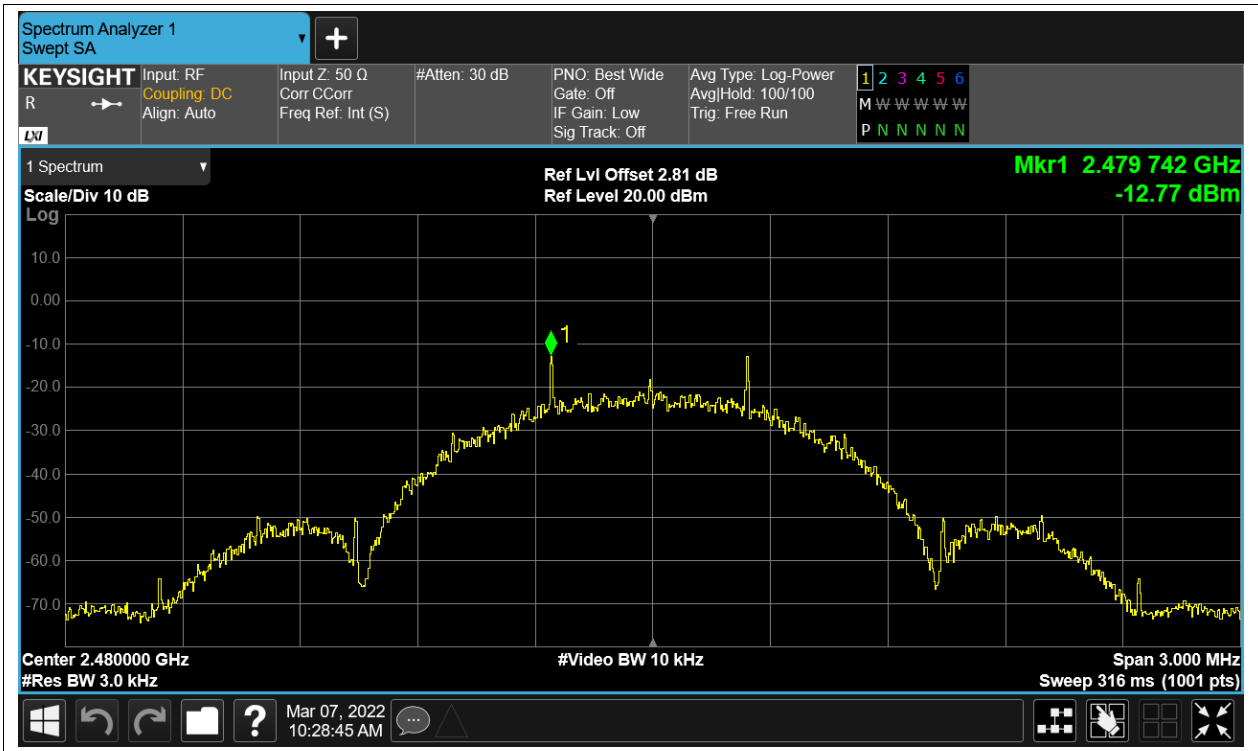 Spectrum Analyzer 1
Swept SA
+
KEYSIGHT
R
LXI
Input: RF
Coupling: DC
Align: Auto
Input Z: 50 Ω
Corr CCorr
Freq Ref: Int (S)
#Atten: 30 dB
PNO: Best Wide
Gate: Off
IF Gain: Low
Sig Track: Off
Avg Type: Log-Power
Avg|Hold: 100/100
Trig: Free Run
1 2 3 4 5 6
M W W W W W
P N N N N N
1 Spectrum
Scale/Div 10 dB
Log
Ref Lvl Offset 2.81 dB
Ref Level 20.00 dBm
Mkr1 2.479 742 GHz
-12.77 dBm
10.0
0.00
-10.0
-20.0
-30.0
-40.0
-50.0
-60.0
-70.0
1
Center 2.480000 GHz
#Video BW 10 kHz
Span 3.000 MHz
#Res BW 3.0 kHz
Sweep 316 ms (1001 pts)
?
Mar 07, 2022
10:28:45 AM